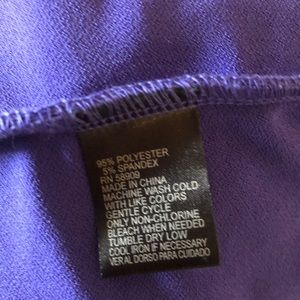 95% POLYESTER
5% SPANDEX
RN 58909
MADE IN CHINA
MACHINE WASH COLD
WITH LIKE COLORS
GENTLE CYCLE
ONLY NON-CHLORINE
BLEACH WHEN NEEDED
TUMBLE DRY LOW
COOL IRON IF NECESSARY
VER AL DORSO PARA CUIDADO